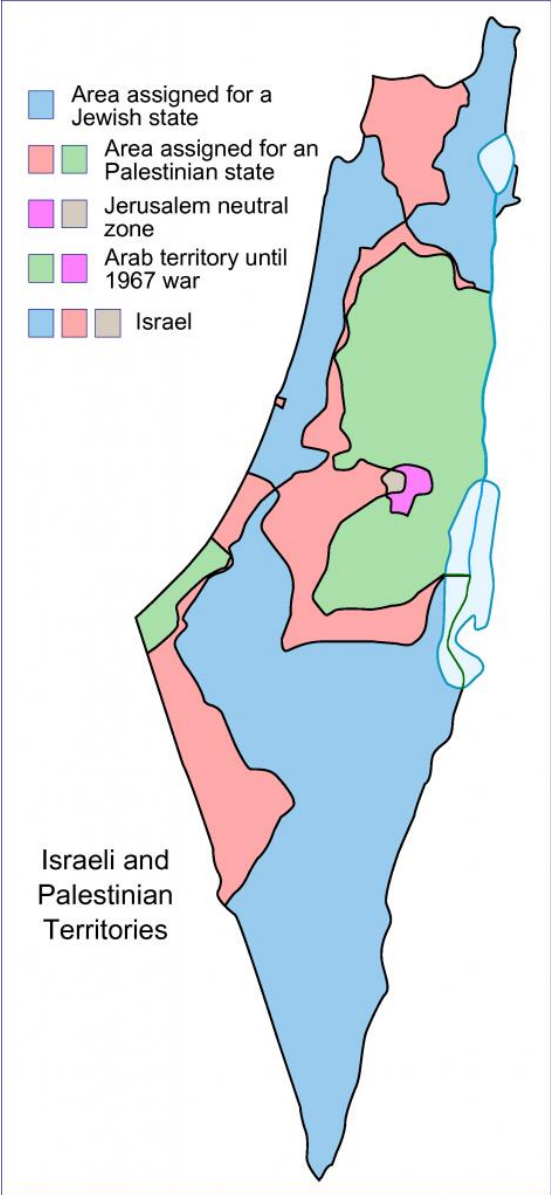 Area assigned for a
Jewish state
Area assigned for an
Palestinian state
Jerusalem neutral
zone
Arab territory until
1967 war
Israel
Israeli and
Palestinian
Territories